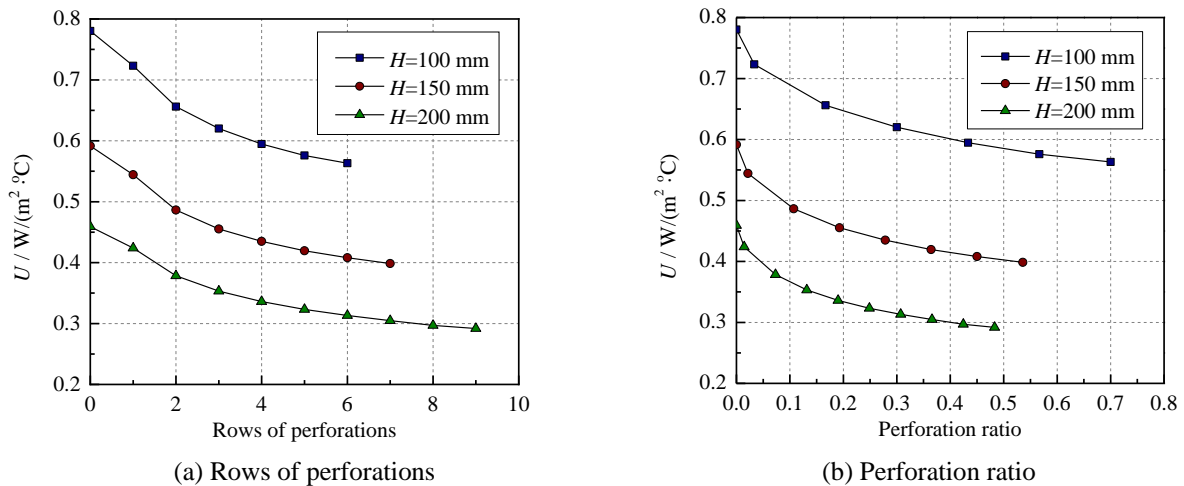 0.8
0.7
0.6
0.5
0.4
0.3
0.2
U / W/(m² °C)
0 2 4 6 8 10
Rows of perforations
H=100 mm
H=150 mm
H=200 mm
(a) Rows of perforations
0.8
0.7
0.6
0.5
0.4
0.3
0.2
U / W/(m² ·°C)
0.0 0.1 0.2 0.3 0.4 0.5 0.6 0.7 0.8
Perforation ratio
H=100 mm
H=150 mm
H=200 mm
(b) Perforation ratio